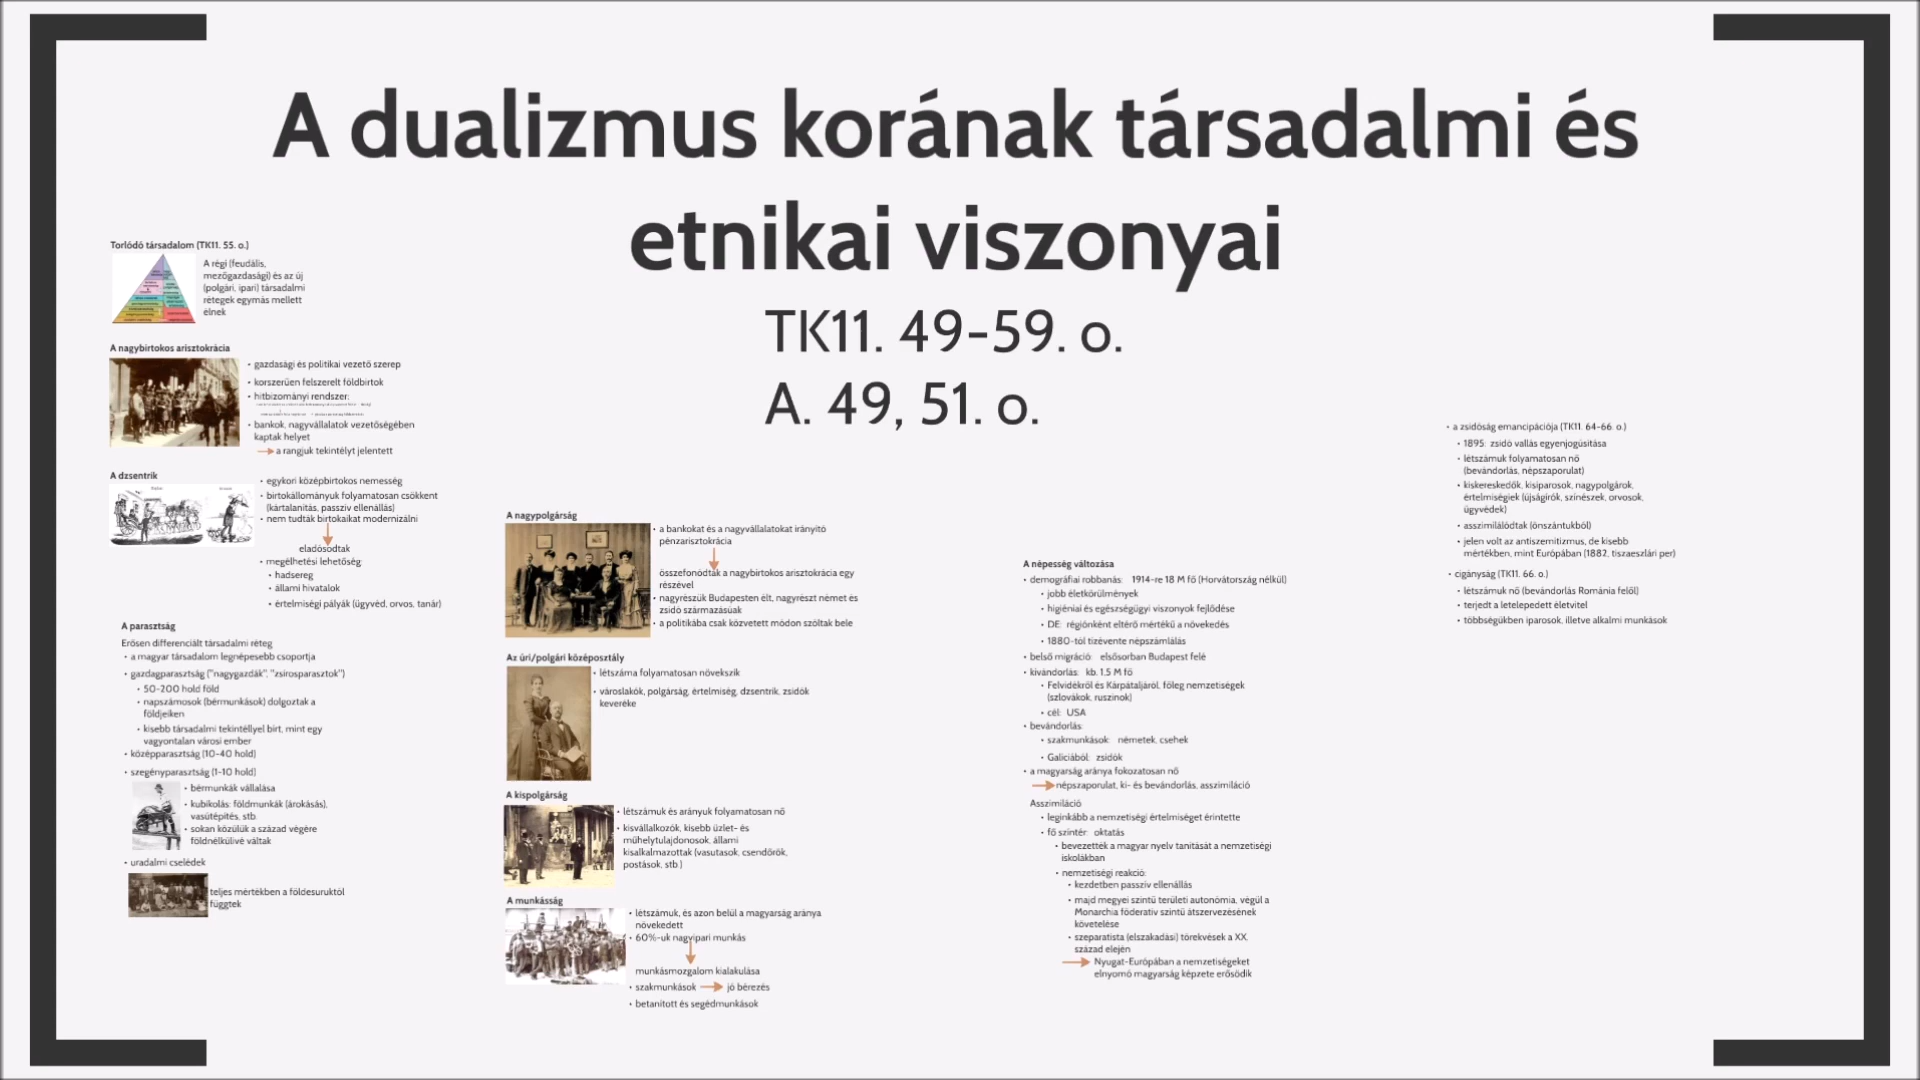 A dualizmus korának társadalmi és
etnikai viszonyai
TK11. 49-59. o.
A. 49, 51. o.
Torlódó társadalom (TK11. 55. o.)
A régi (feudális,
mezőgazdasági) és az új
(polgári, ipari) társadalmi
rétegek egymás mellett
élnek
A nagybirtokos arisztokrácia
• gazdasági és politikai vezető szerep
• korszerűen felszerelt földbirtok
• hitbizományi rendszer:
• bankok, nagyvállalatok vezetőségében
kaptak helyet
a rangjuk tekintélyt jelentett
A dzsentrik
• egykori középbirtokos nemesség
• birtokállományuk folyamatosan csökkent
(kártalanítás, passzív ellenállás)
• nem tudták birtokaikat modernizálni
eladósodtak
• megélhetési lehetőség
• hadsereg
• állami hivatalok
• értelmiségi pályák (ügyvéd, orvos, tanár)
A parasztság
Erősen differenciált társadalmi réteg
• a magyar társadalom legnépesebb csoportja
• gazdagparasztság ("nagygazdák", "zsírosparasztok")
• 50-200 hold föld
• napszámosok (bérmunkások) dolgoztak a
földjeiken
• kisebb társadalmi tekintéllyel bírt, mint egy
vagyontalan városi ember
• középparasztság (10-40 hold)
• szegényparasztság (1-10 hold)
• bérmunkák vállalása
• kubikolás: földmunkák (árokásás),
vasútépítés, stb.
• sokan közülük a század végére
földnélkülivé váltak
• uradalmi cselédek
teljes mértékben a földesuruktól
függtek
A nagypolgárság
• a bankokat és a nagyvállalatokat irányító
pénzarisztokrácia
összefonódtak a nagybirtokos arisztokrácia egy
részével
• nagyrészük Budapesten élt, nagyrészt német és
zsidó származásúak
• a politikába csak közvetett módon szóltak bele
Az úri/polgári középosztály
• létszáma folyamatosan növekszik
• városlakók, polgárság, értelmiség, dzsentrik, zsidók
keveréke
A kispolgárság
• létszámuk és arányuk folyamatosan nő
• kisvállalkozók, kisebb üzlet- és
műhelytulajdonosok, állami
kisalkalmazottak (vasutasok, csendőrök,
postások, stb.)
A munkásság
• létszámuk, és azon belül a magyarság aránya
növekedett
• 60%-uk nagyipari munkás
munkásmozgalom kialakulása
• szakmunkások jó bérezés
• betanított és segédmunkások
A népesség változása
• demográfiai robbanás: 1914-re 18 M fő (Horvátország nélkül)
• jobb életkörülmények
• higiéniai és egészségügyi viszonyok fejlődése
• DE: régiónként eltérő mértékű a növekedés
• 1880-tól tízévente népszámlálás
• belső migráció: elsősorban Budapest felé
• kivándorlás: kb. 1,5 M fő
• Felvidékről és Kárpátaljáról, főleg nemzetiségek
(szlovákok, ruszinok)
• cél: USA
• bevándorlás:
• szakmunkások: németek, csehek
• Galíciából: zsidók
• a magyarság aránya fokozatosan nő
népszaporulat, ki- és bevándorlás, asszimiláció
Asszimiláció
• leginkább a nemzetiségi értelmiséget érintette
• fő színtér: oktatás
• bevezették a magyar nyelv tanítását a nemzetiségi
iskolákban
• nemzetiségi reakció:
• kezdetben passzív ellenállás
• majd megyei szintű területi autonómia, végül a
Monarchia föderatív szintű átszervezésének
követelése
• szeparatista (elszakadási) törekvések a XX.
század elején
Nyugat-Európában a nemzetiségeket
elnyomó magyarság képzete erősödik
• a zsidóság emancipációja (TK11. 64-66. o.)
• 1895: zsidó vallás egyenjogúsítása
• létszámuk folyamatosan nő
(bevándorlás, népszaporulat)
• kiskereskedők, kisiparosok, nagypolgárok,
értelmiségiek (újságírók, színészek, orvosok,
ügyvédek)
• asszimilálódtak (önszántukból)
• jelen volt az antiszemitizmus, de kisebb
mértékben, mint Európában (1882, tiszaeszlári per)
• cigányság (TK11. 66. o.)
• létszámuk nő (bevándorlás Románia felől)
• terjedt a letelepedett életvitel
• többségükben iparosok, illetve alkalmi munkások